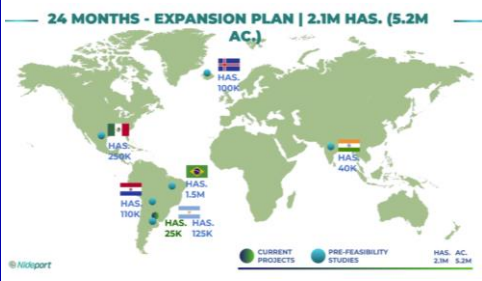 24 MONTHS - EXPANSION PLAN | 2.1M HAS. (5.2M
AC.)
HAS.
100K
HAS.
250K
HAS.
40K
HAS.
1.5M
HAS.
110K
HAS.
25K
HAS.
125K
CURRENT
PROJECTS
PRE-FEASIBILITY
STUDIES
HAS. AC.
2.1M 5.2M
Nideport